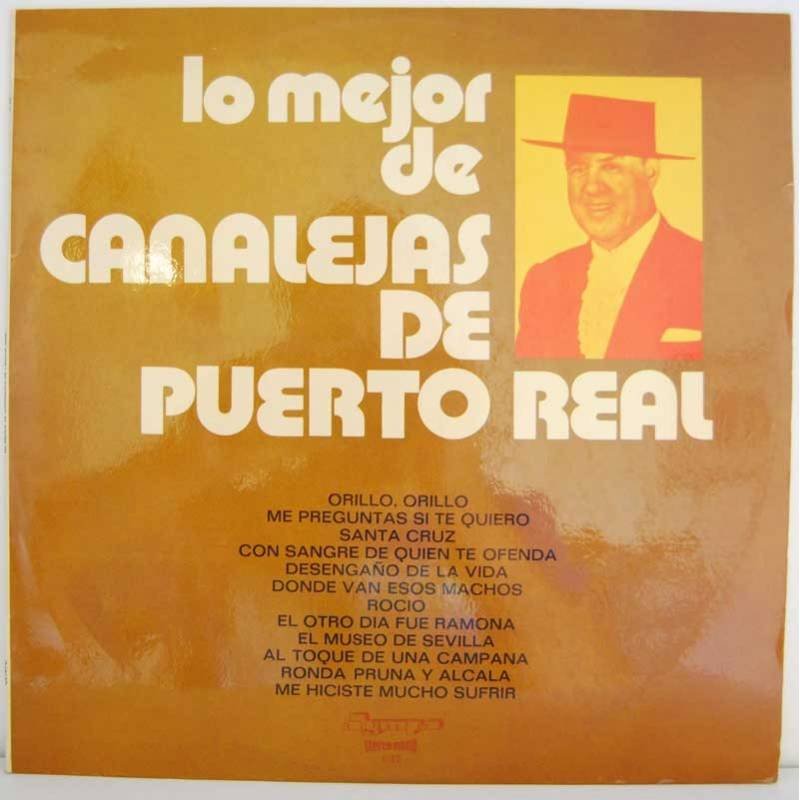 lo mejor
de
CANALEJAS
DE
PUERTO REAL
ORILLO, ORILLO
ME PREGUNTAS SI TE QUIERO
SANTA CRUZ
CON SANGRE DE QUIEN TE OFENDA
DESENGAÑO DE LA VIDA
DONDE VAN ESOS MACHOS
ROCIO
EL OTRO DIA FUE RAMONA
EL MUSEO DE SEVILLA
AL TOQUE DE UNA CAMPANA
RONDA PRUNA Y ALCALA
ME HICISTE MUCHO SUFRIR